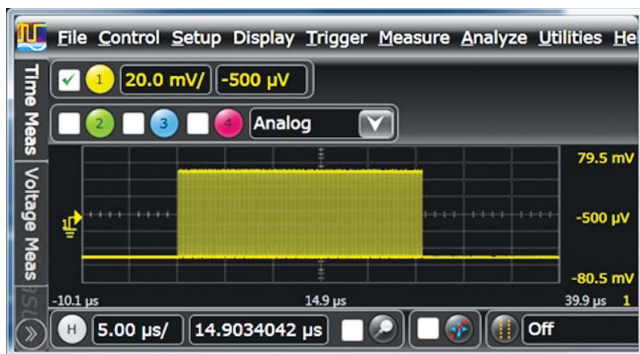 File Control Setup Display Trigger Measure Analyze Utilities He
Time Meas
Voltage Meas
1 20.0 mV/ -500 µV
2 3 4 Analog
79.5 mV
-500 µV
-80.5 mV
1
-10.1 µs 14.9 µs 39.9 µs 1
H 5.00 µs/ 14.9034042 µs Off